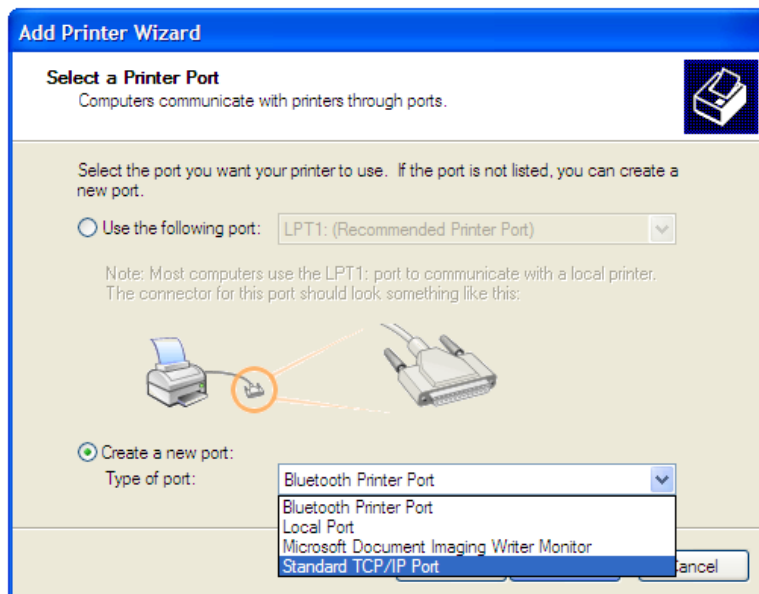 Add Printer Wizard
Select a Printer Port
Computers communicate with printers through ports.
Select the port you want your printer to use.  If the port is not listed, you can create a
new port.
Use the following port:
LPT1: (Recommended Printer Port)
Note: Most computers use the LPT1: port to communicate with a local printer.
The connector for this port should look something like this:
Create a new port:
Type of port:
Bluetooth Printer Port
Bluetooth Printer Port
Local Port
Microsoft Document Imaging Writer Monitor
Standard TCP/IP Port